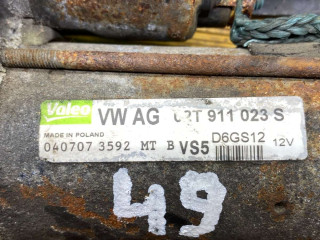 Valeo VW AG 02T 911 023 S
MADE IN POLAND D6GS12 12V
040707 3592 MT B VS5
49